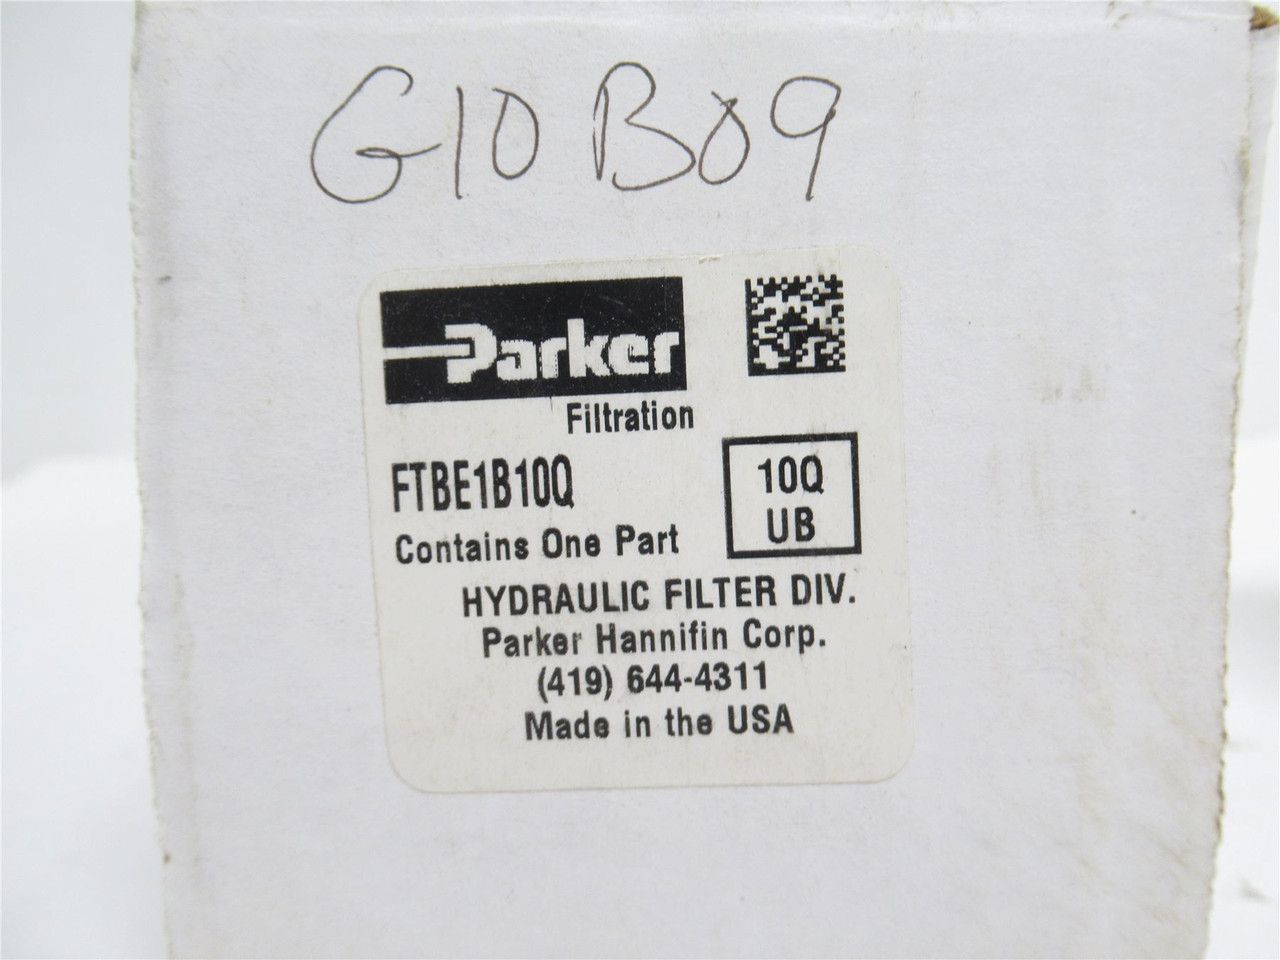 G10B09
Parker
Filtration
FTBE1B10Q
10Q
UB
Contains One Part
HYDRAULIC FILTER DIV.
Parker Hannifin Corp.
(419) 644-4311
Made in the USA